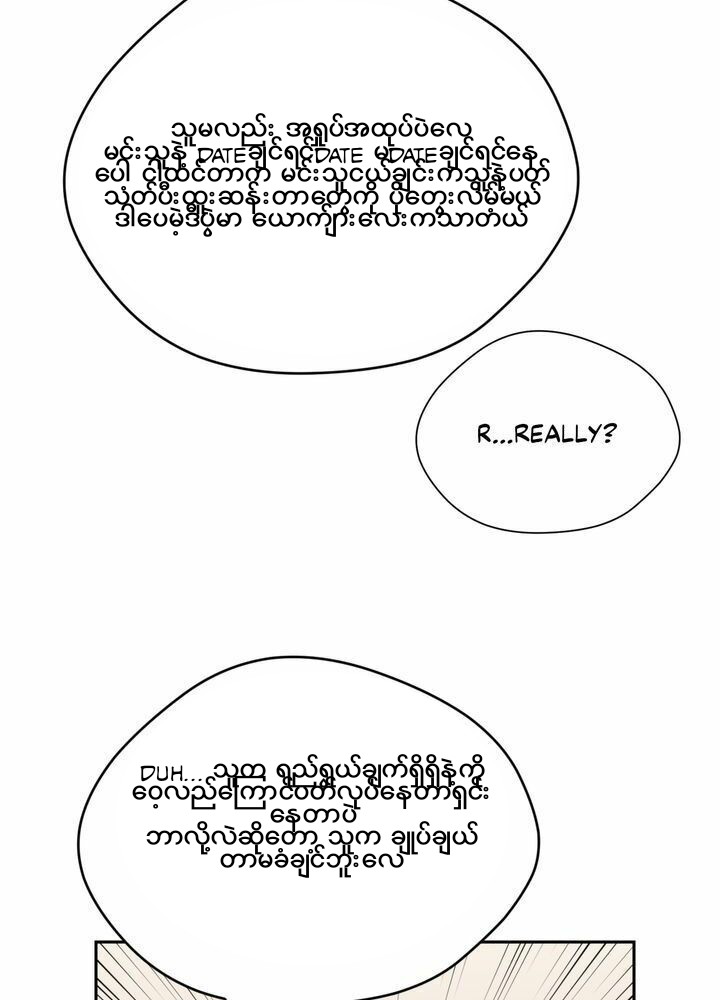 သူမလည်း အရှုပ်အထုပ်ပဲလေ
မင်းသူနဲ့ DATEချင်ရင်DATE မDATEချင်ရင်နေ
ပေါ့ ငါထင်တာက မင်းသူငယ်ချင်းကသူနဲ့ပတ်
သတ်ပီးထူးဆန်းတာတွေကို ပိုတွေးလိမ့်မယ်
ဒါပေမဲ့ဒီပွဲမာ ယောက်ျားလေးကသာတယ်
R...REALLY?
DUH... သူက ရည်ရွယ်ချက်ရှိရှိနဲ့ကို
ဝေ့လည်ကြောင်ပတ်လုပ်နေတာရှင်း
နေတာပဲ
ဘာလို့လဲဆိုတော့ သူက ချုပ်ချယ်
တာမခံချင်ဘူးလေ